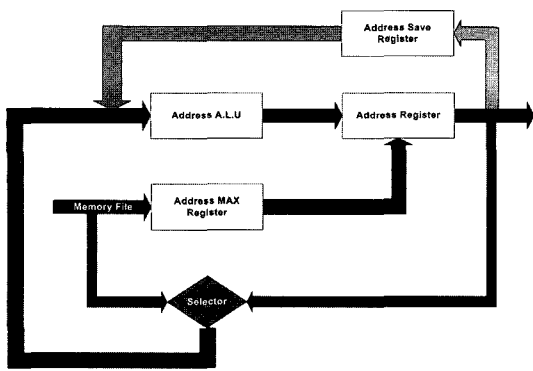 Address Save
Register
Address A.L.U
Address Register
Memory File
Address MAX
Register
Selector